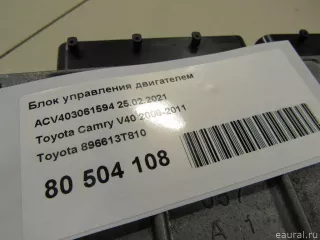 Блок управления двигателем
ACV403061594 25.02.2021
Toyota Camry V40 2006-2011
Toyota 896613T810
80 504 108
© eaural.ru